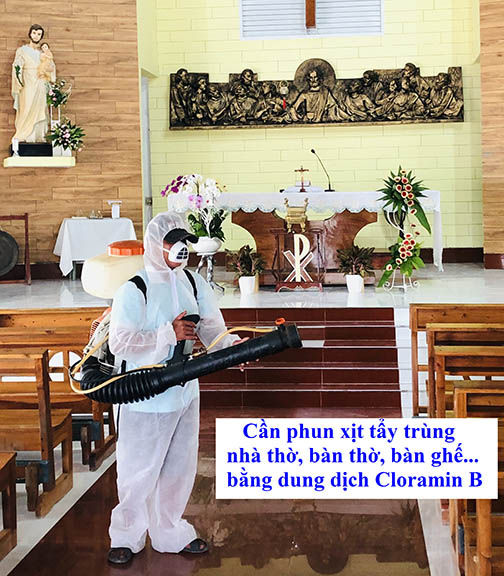 Cần phun xịt tẩy trùng
nhà thờ, bàn thờ, bàn ghế...
bằng dung dịch Cloramin B